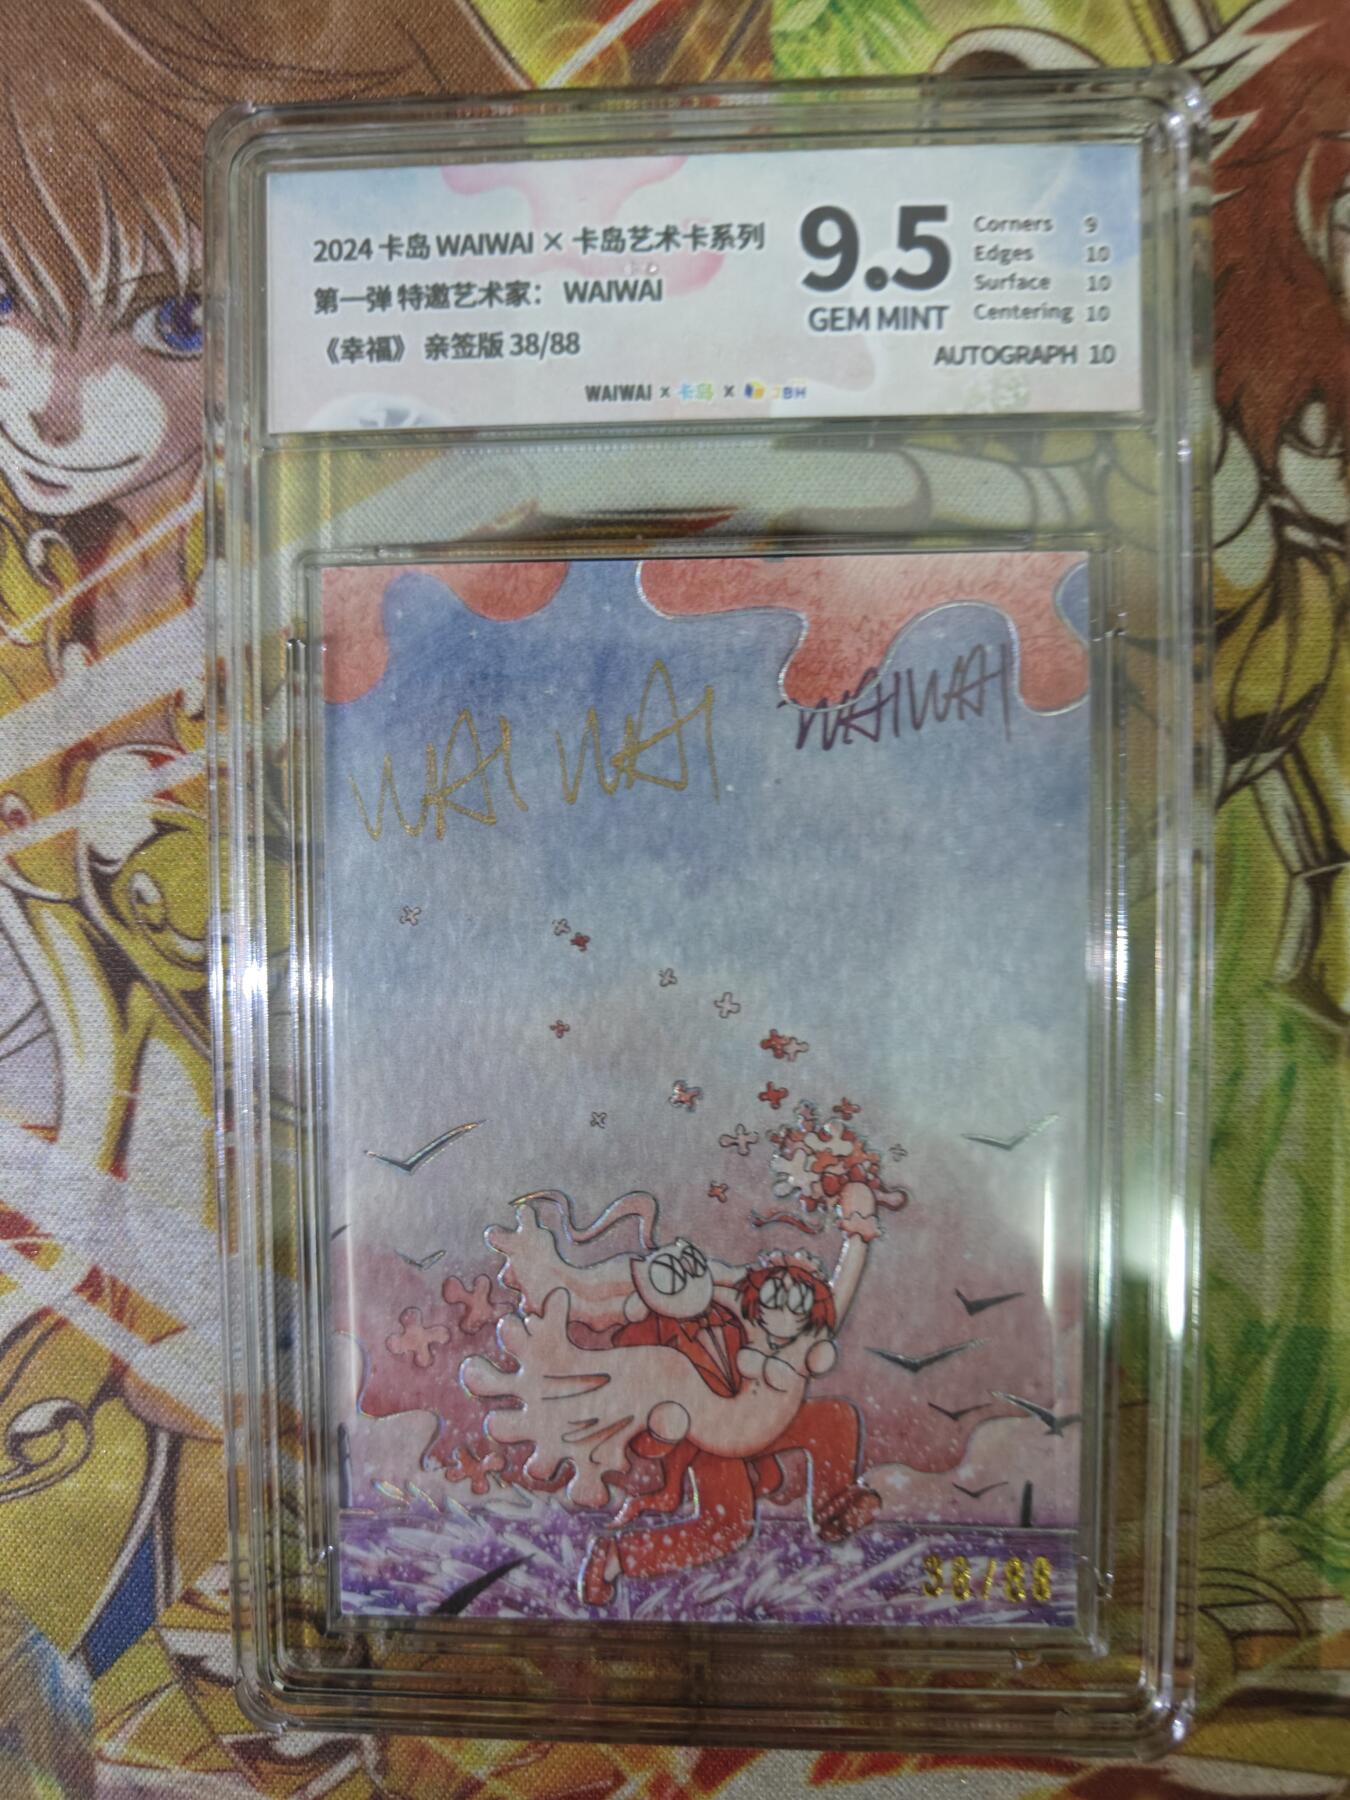 2024 卡岛 WAIWAI × 卡岛艺术卡系列
第一弹 特邀艺术家： WAIWAI
《幸福》 亲签版 38/88
9.5
GEM MINT
Corners 9
Edges 10
Surface 10
Centering 10
AUTOGRAPH 10
WAIWAI × 卡岛 × JBH
WAI WAI
WAIWAI
38/88